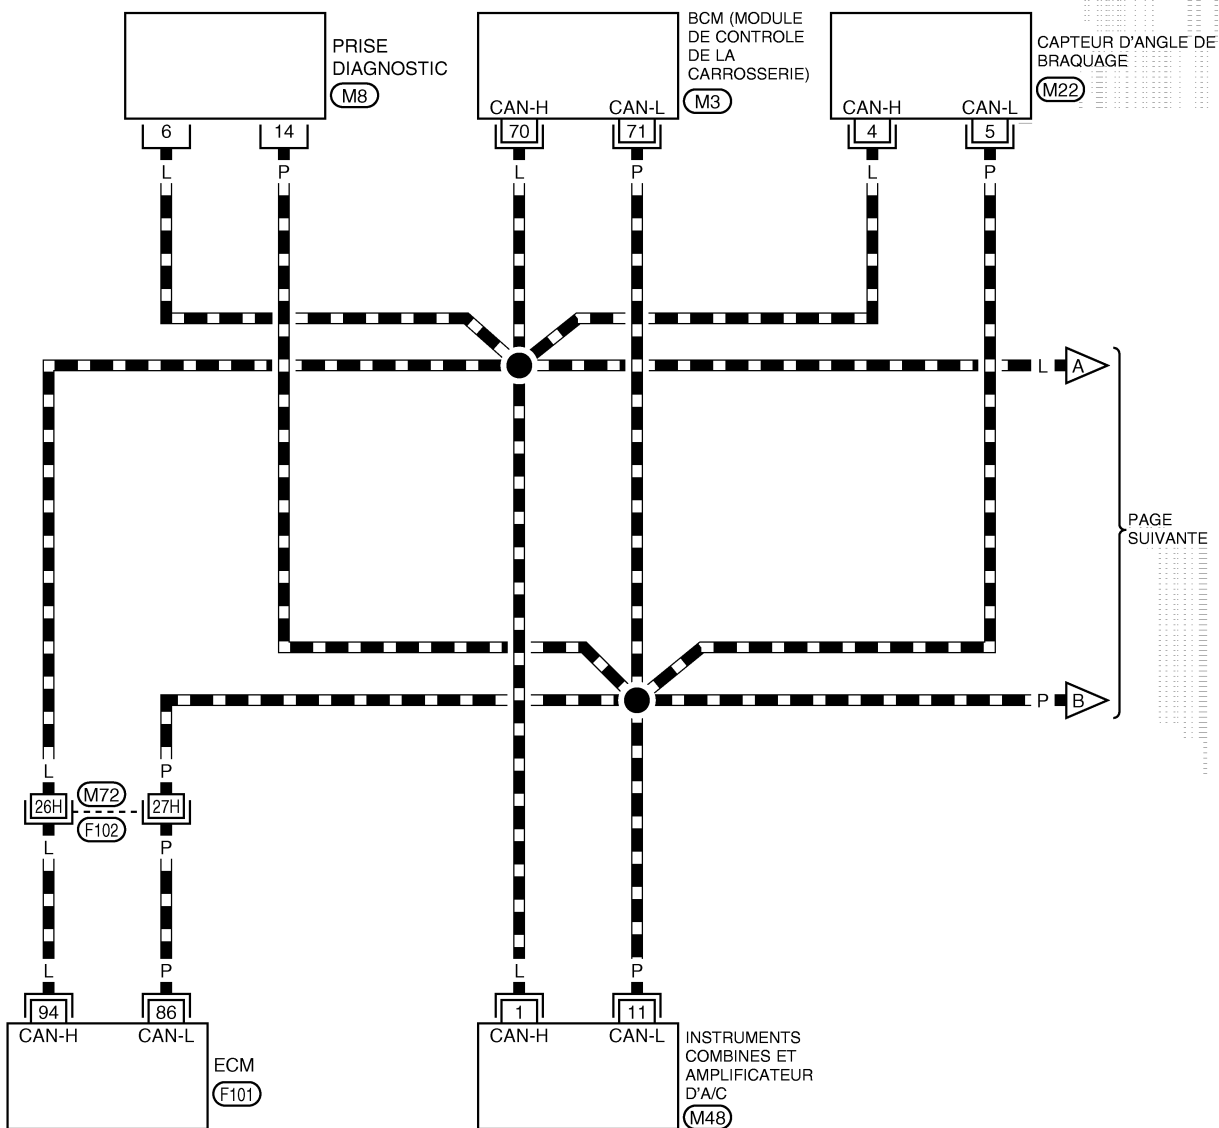 PRISE
DIAGNOSTIC
M8
BCM (MODULE
DE CONTROLE
DE LA
CARROSSERIE)
M3
CAPTEUR D'ANGLE DE
BRAQUAGE
M22
CAN-H CAN-L
CAN-H CAN-L
6 14 70 71 4 5
L P L P L P
L A
PAGE
SUIVANTE
P B
L P
26H M72 27H
F102
L P
L P L P
94 86 1 11
CAN-H CAN-L
CAN-H CAN-L
ECM
F101
INSTRUMENTS
COMBINES ET
AMPLIFICATEUR
D'A/C
M48